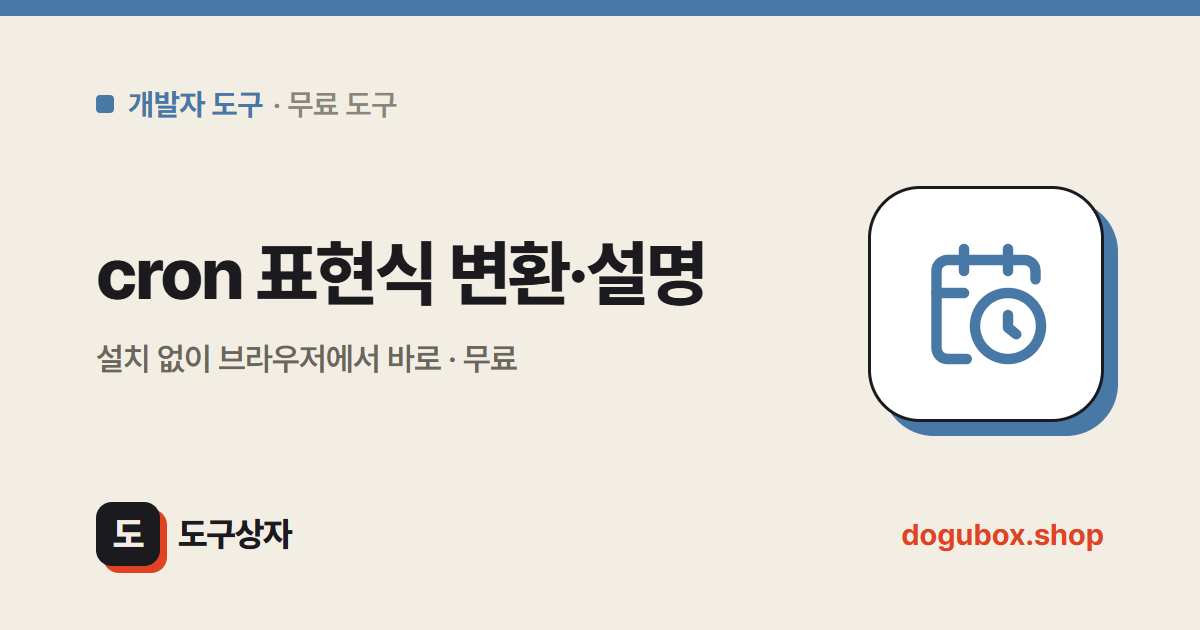 개발자 도구 · 무료 도구
cron 표현식 변환·설명
설치 없이 브라우저에서 바로 · 무료
도 도구상자
dogubox.shop